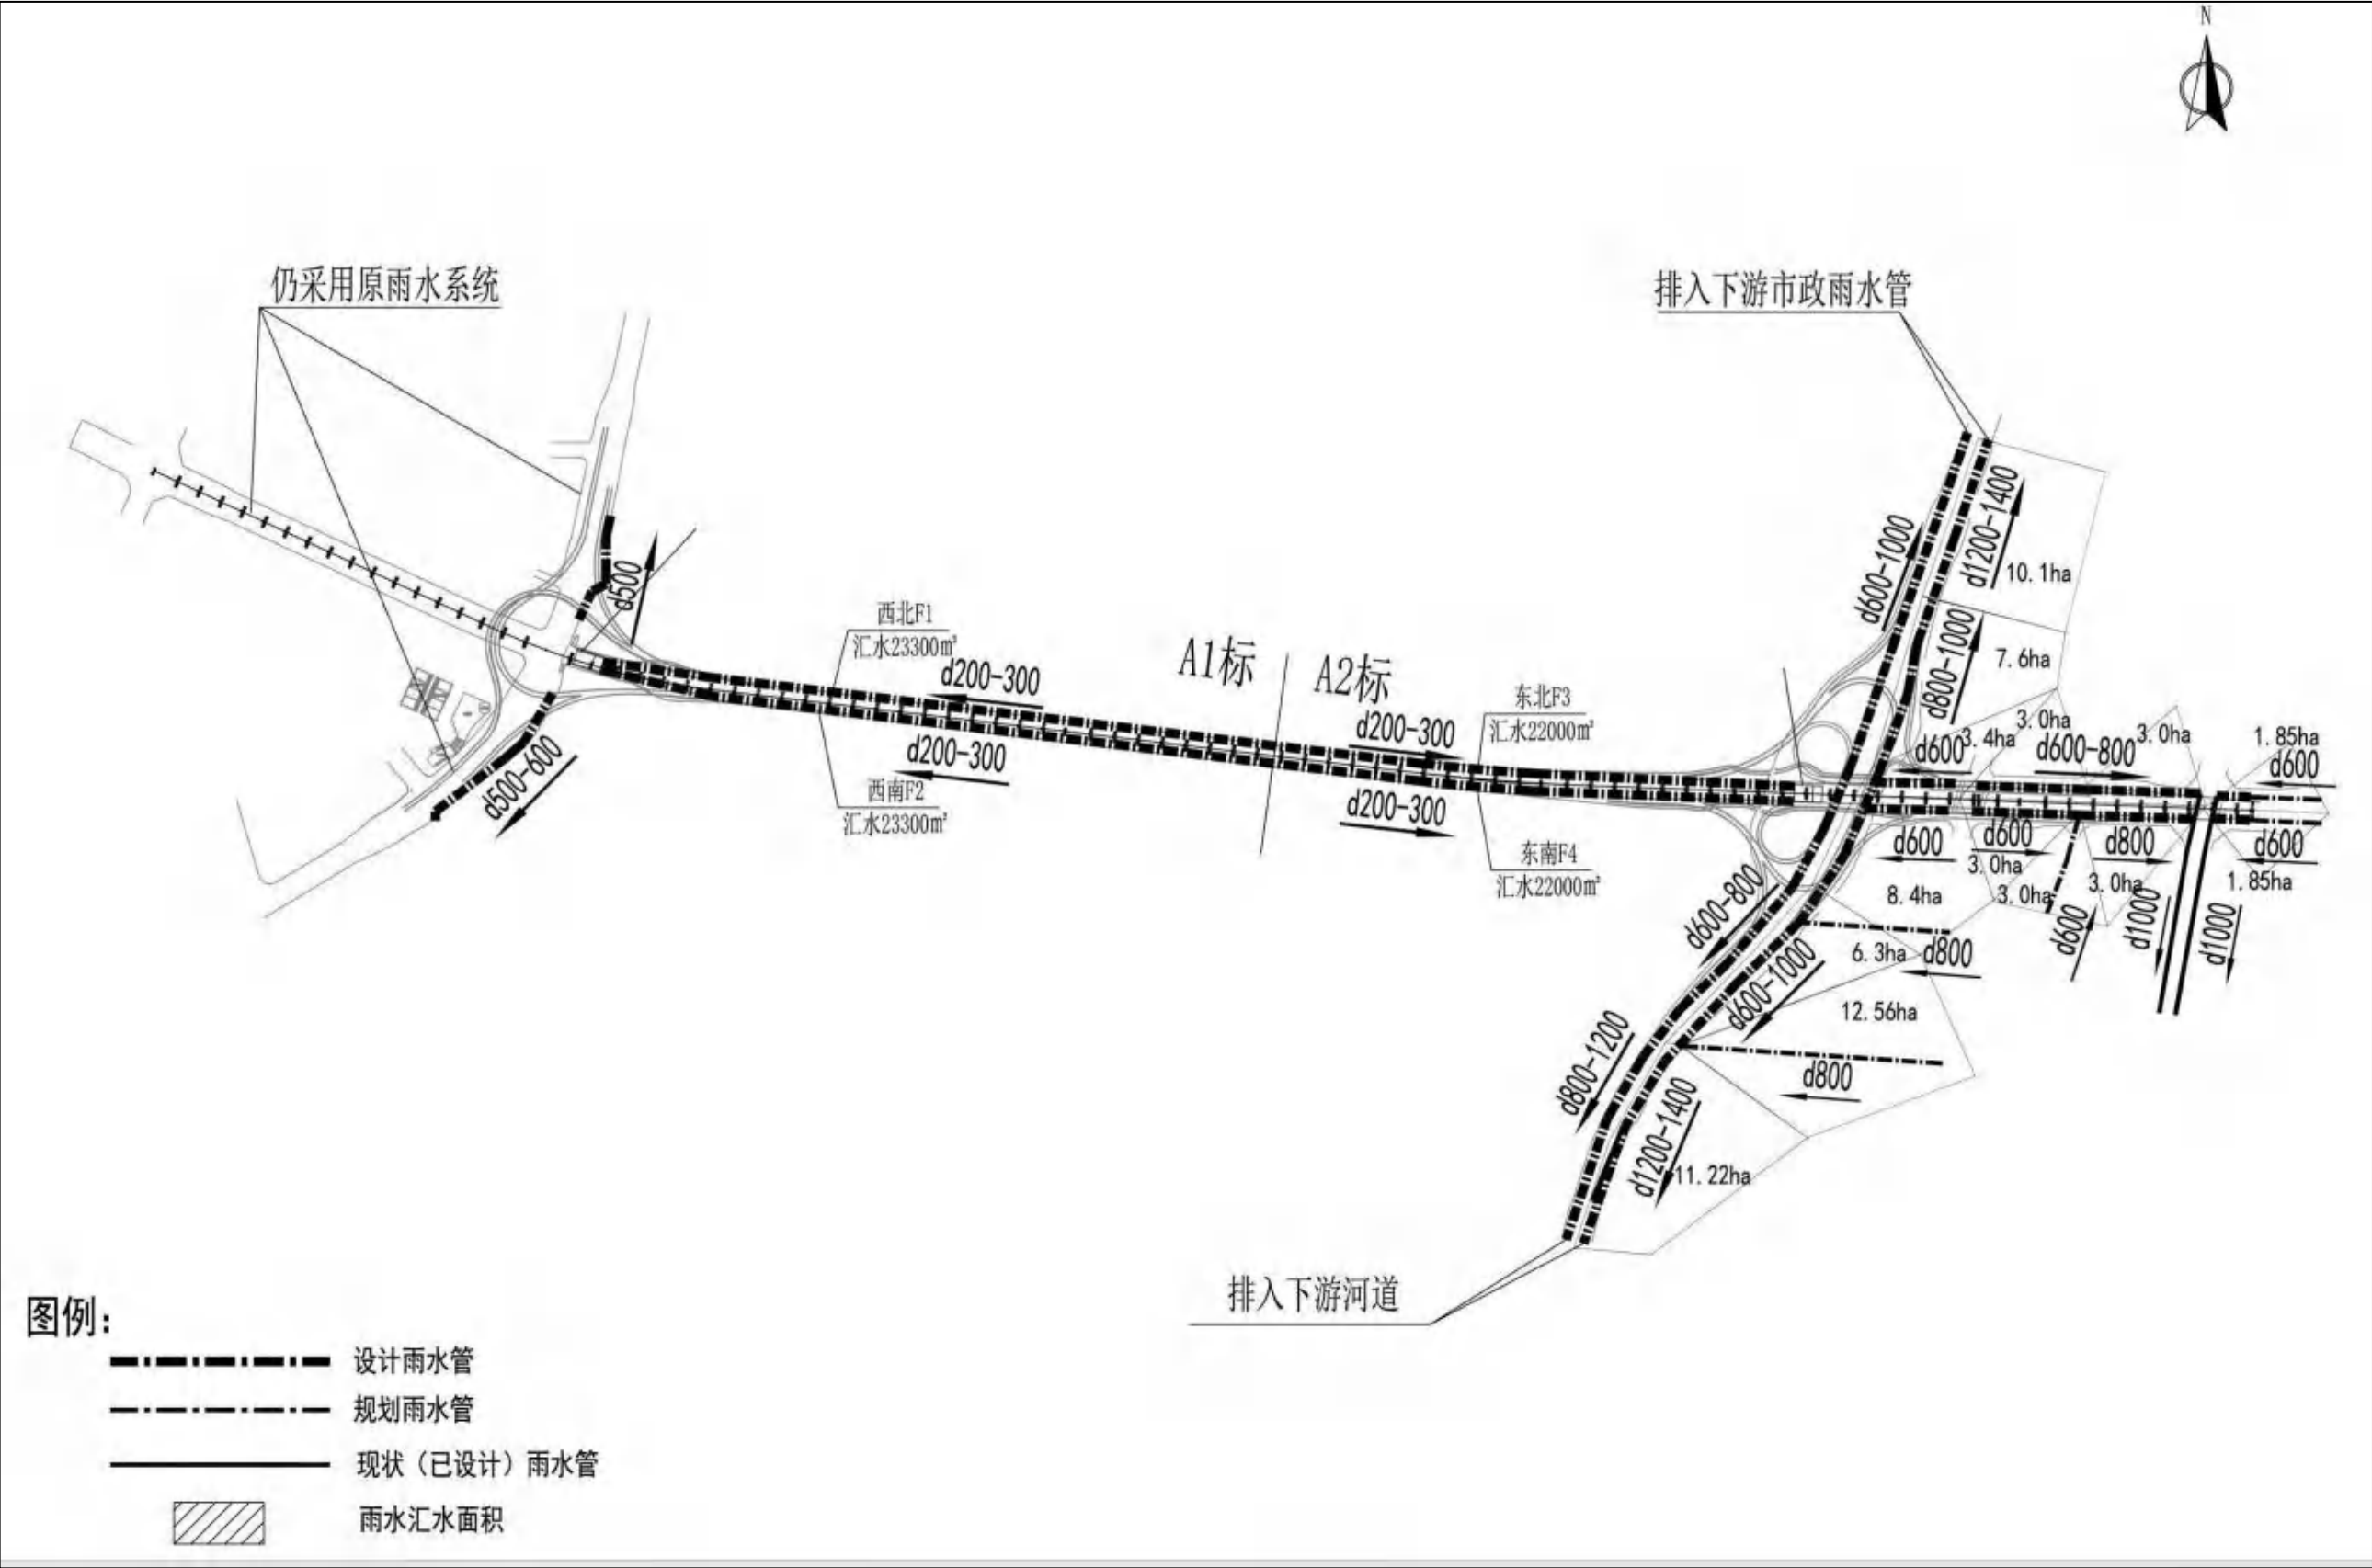 N
仍采用原雨水系统
排入下游市政雨水管
d500
d500-600
西北F1
汇水23300㎡
d200-300
d200-300
西南F2
汇水23300㎡
A1标
A2标
d200-300
东北F3
汇水22000㎡
d200-300
东南F4
汇水22000㎡
d600-1000
d1200-1400
10.1ha
d800-1000
7.6ha
3.0ha
3.4ha
3.0ha
1.85ha
d600
d600-800
d600
d600
d600
d800
d600
3.0ha
8.4ha
3.0ha
3.0ha
1.85ha
d600
d1000
d1000
d600-800
d600-1000
6.3ha
d800
12.56ha
d800
d800-1200
d1200-1400
11.22ha
排入下游河道
图例：
设计雨水管
规划雨水管
现状（已设计）雨水管
雨水汇水面积